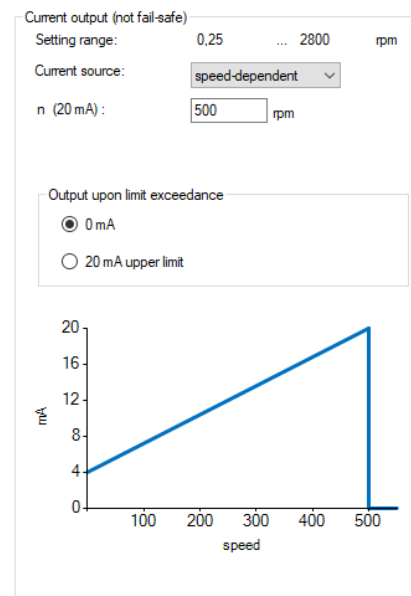 Current output (not fail-safe)
Setting range: 0,25 ... 2800 rpm
Current source: speed-dependent
n (20 mA) : 500 rpm
Output upon limit exceedance
0 mA
20 mA upper limit
20
16
12
8
4
0
mA
100 200 300 400 500
speed